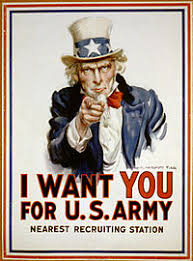 I WANT YOU
FOR U.S. ARMY
NEAREST RECRUITING STATION